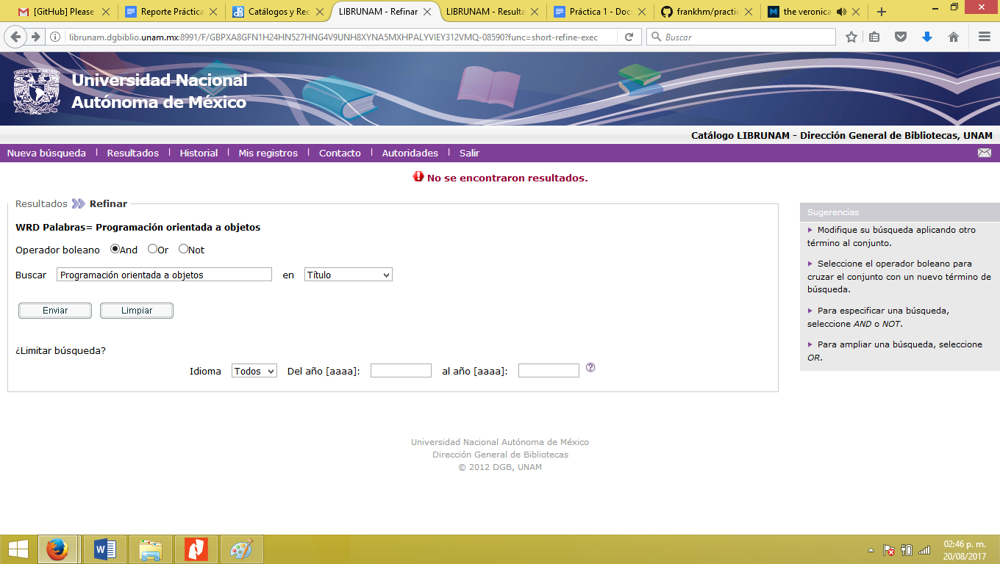 [GitHub] Please
Reporte Práctica
Catálogos y Rec
LIBRUNAM - Refinar
LIBRUNAM - Resulta
Práctica 1 - Doc
frankhm/practic
the veronica
librunam.dgbiblio.unam.mx:8991/F/GBPXA8GFN1H24HN527HNG4V9UNH8XYNA5MXHPALYVIEY312VMQ-08590?func=short-refine-exec
Buscar
Universidad Nacional
Autónoma de México
Catálogo LIBRUNAM - Dirección General de Bibliotecas, UNAM
Nueva búsqueda | Resultados | Historial | Mis registros | Contacto | Autoridades | Salir
No se encontraron resultados.
Resultados Refinar
WRD Palabras= Programación orientada a objetos
Operador boleano And Or Not
Buscar Programación orientada a objetos en Título
Enviar Limpiar
¿Limitar búsqueda?
Idioma Todos Del año [aaaa]: al año [aaaa]: ?
Sugerencias
Modifique su búsqueda aplicando otro
término al conjunto.
Seleccione el operador boleano para
cruzar el conjunto con un nuevo término de
búsqueda.
Para especificar una búsqueda,
seleccione AND o NOT.
Para ampliar una búsqueda, seleccione
OR.
Universidad Nacional Autónoma de México
Dirección General de Bibliotecas
© 2012 DGB, UNAM
02:46 p. m.
20/08/2017